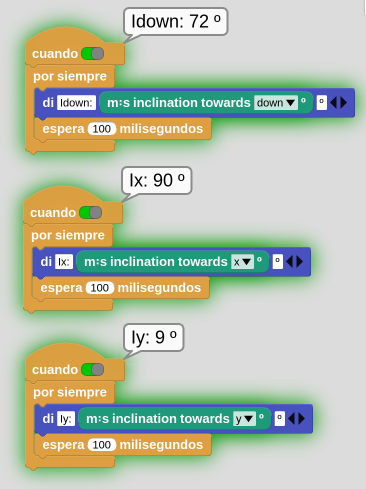 Idown: 72 º
cuando
por siempre
di Idown: m:s inclination towards down ▼ º º ◀ ▶
espera 100 milisegundos
Ix: 90 º
cuando
por siempre
di Ix: m:s inclination towards x ▼ º º ◀ ▶
espera 100 milisegundos
Iy: 9 º
cuando
por siempre
di Iy: m:s inclination towards y ▼ º º ◀ ▶
espera 100 milisegundos